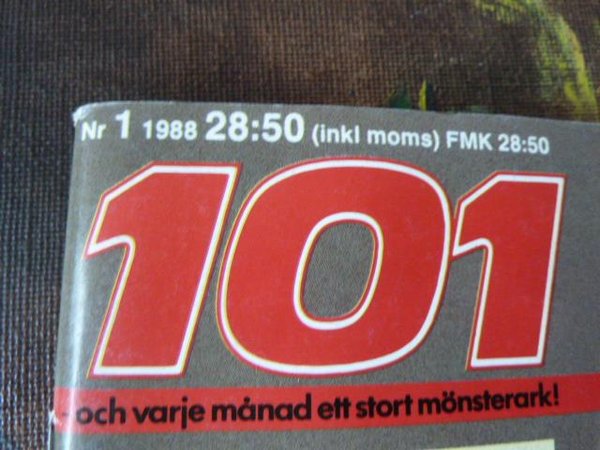 Nr 1 1988 28:50 (inkl moms) FMK 28:50
101
- och varje månad ett stort mönsterark!